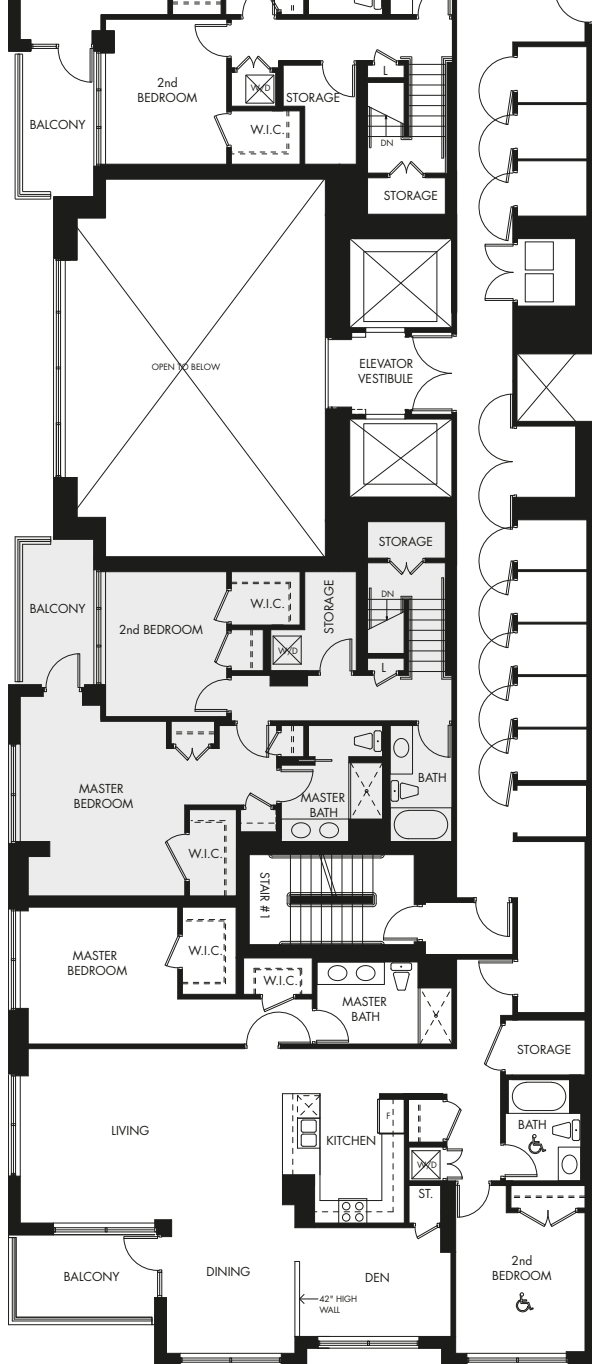 2nd
BEDROOM
BALCONY
W/D
STORAGE
L
W.I.C.
DN
STORAGE
OPEN TO BELOW
ELEVATOR
VESTIBULE
STORAGE
BALCONY
2nd BEDROOM
W.I.C.
STORAGE
DN
W/D
L
MASTER
BEDROOM
MASTER
BATH
BATH
W.I.C.
STAIR #1
MASTER
BEDROOM
W.I.C.
W.I.C.
MASTER
BATH
STORAGE
LIVING
KITCHEN
F
BATH
W/D
ST.
BALCONY
DINING
DEN
42" HIGH
WALL
2nd
BEDROOM